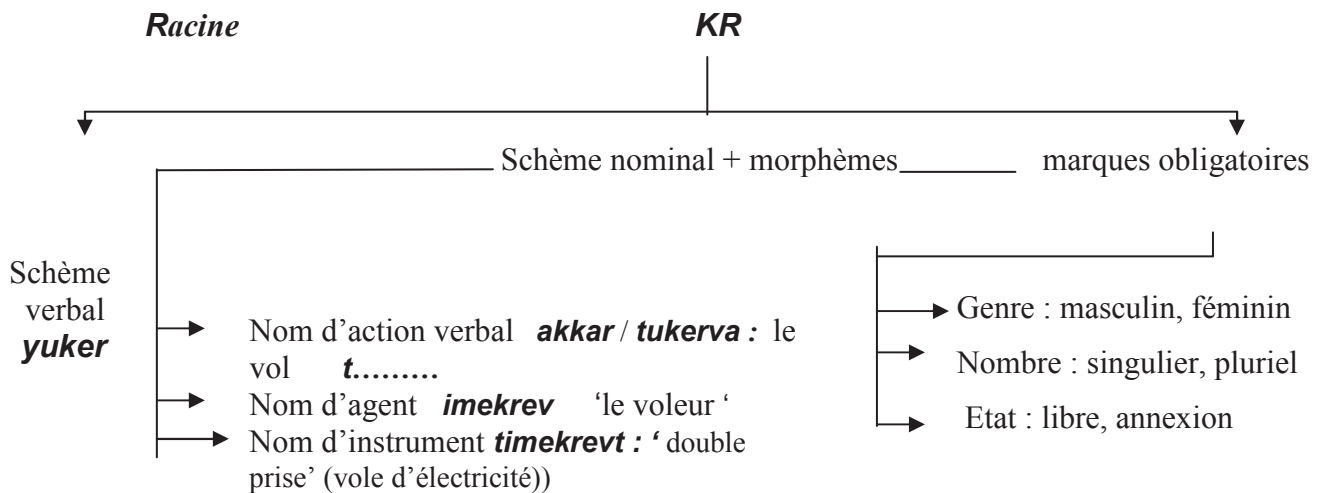 Racine KR
Schème nominal + morphèmes marques obligatoires
Schème
verbal
yuker
Nom d’action verbal akkar / tukerva : le
vol t.........
Nom d’agent imekrev ‘le voleur ‘
Nom d’instrument timekrevt : ‘ double
prise’ (vole d’électricité))
Genre : masculin, féminin
Nombre : singulier, pluriel
Etat : libre, annexion